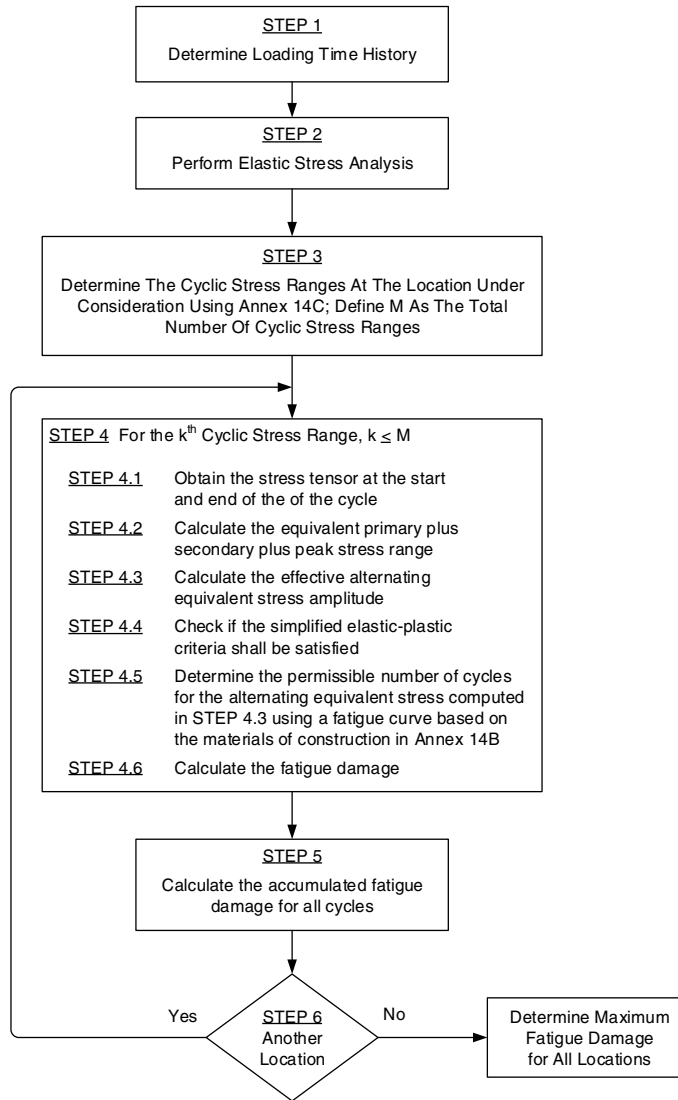 STEP 1
Determine Loading Time History
STEP 2
Perform Elastic Stress Analysis
STEP 3
Determine The Cyclic Stress Ranges At The Location Under
Consideration Using Annex 14C; Define M As The Total
Number Of Cyclic Stress Ranges
STEP 4 For the kth Cyclic Stress Range, k ≤ M
STEP 4.1 Obtain the stress tensor at the start
and end of the of the cycle
STEP 4.2 Calculate the equivalent primary plus
secondary plus peak stress range
STEP 4.3 Calculate the effective alternating
equivalent stress amplitude
STEP 4.4 Check if the simplified elastic-plastic
criteria shall be satisfied
STEP 4.5 Determine the permissible number of cycles
for the alternating equivalent stress computed
in STEP 4.3 using a fatigue curve based on
the materials of construction in Annex 14B
STEP 4.6 Calculate the fatigue damage
STEP 5
Calculate the accumulated fatigue
damage for all cycles
Yes
STEP 6
Another
Location
No
Determine Maximum
Fatigue Damage
for All Locations